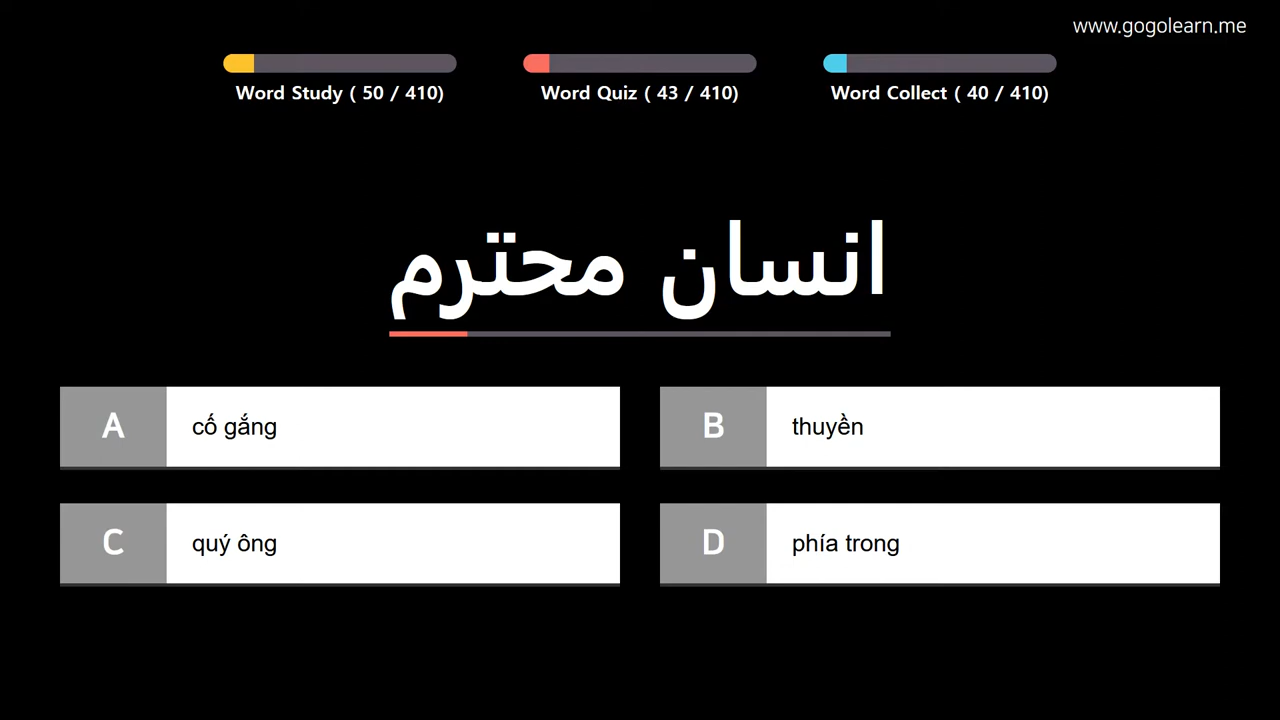 www.gogolearn.me
Word Study ( 50 / 410)
Word Quiz ( 43 / 410)
Word Collect ( 40 / 410)
انسان محترم
A
cố gắng
B
thuyền
C
quý ông
D
phía trong